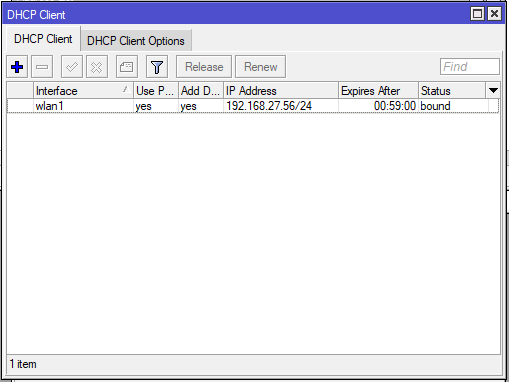 DHCP Client
DHCP Client DHCP Client Options
Release Renew Find
Interface Use P... Add D... IP Address Expires After Status
wlan1 yes yes 192.168.27.56/24 00:59:00 bound
1 item